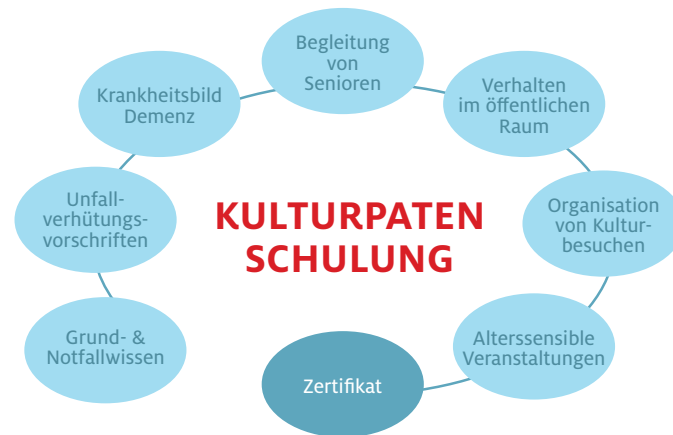 Begleitung
von
Senioren
Krankheitsbild
Demenz
Verhalten
im öffentlichen
Raum
Unfall-
verhütungs-
vorschriften
KULTURPATEN
SCHULUNG
Organisation
von Kultur-
besuchen
Grund- &
Notfallwissen
Alterssensible
Veranstaltungen
Zertifikat